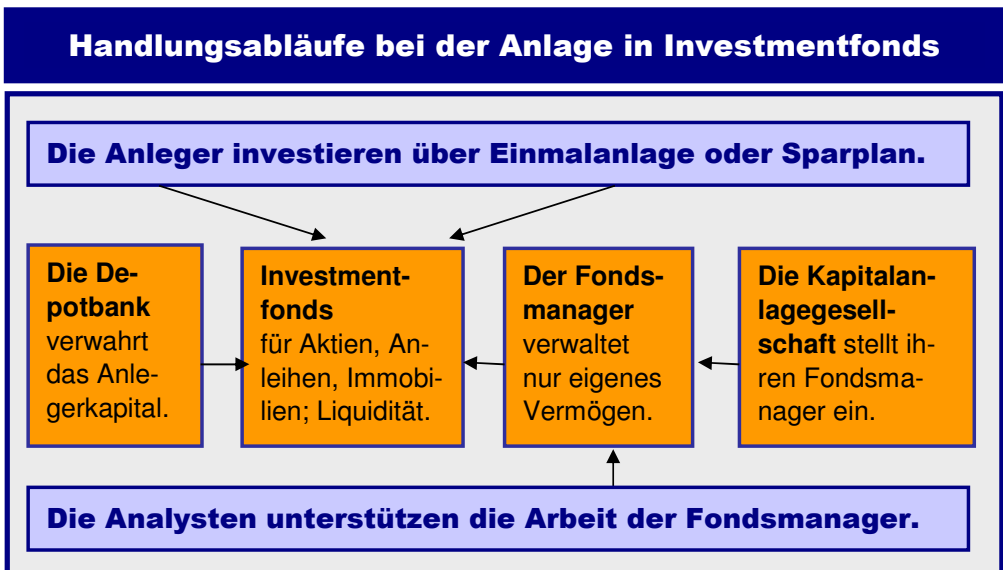 Handlungsabläufe bei der Anlage in Investmentfonds
Die Anleger investieren über Einmalanlage oder Sparplan.
Die De-
potbank
verwahrt
das Anle-
gerkapital.
Investment-
fonds
für Aktien, An-
leihen, Immobi-
lien; Liquidität.
Der Fonds-
manager
verwaltet
nur eigenes
Vermögen.
Die Kapitalan-
lagegesell-
schaft stellt ih-
ren Fondsma-
nager ein.
Die Analysten unterstützen die Arbeit der Fondsmanager.